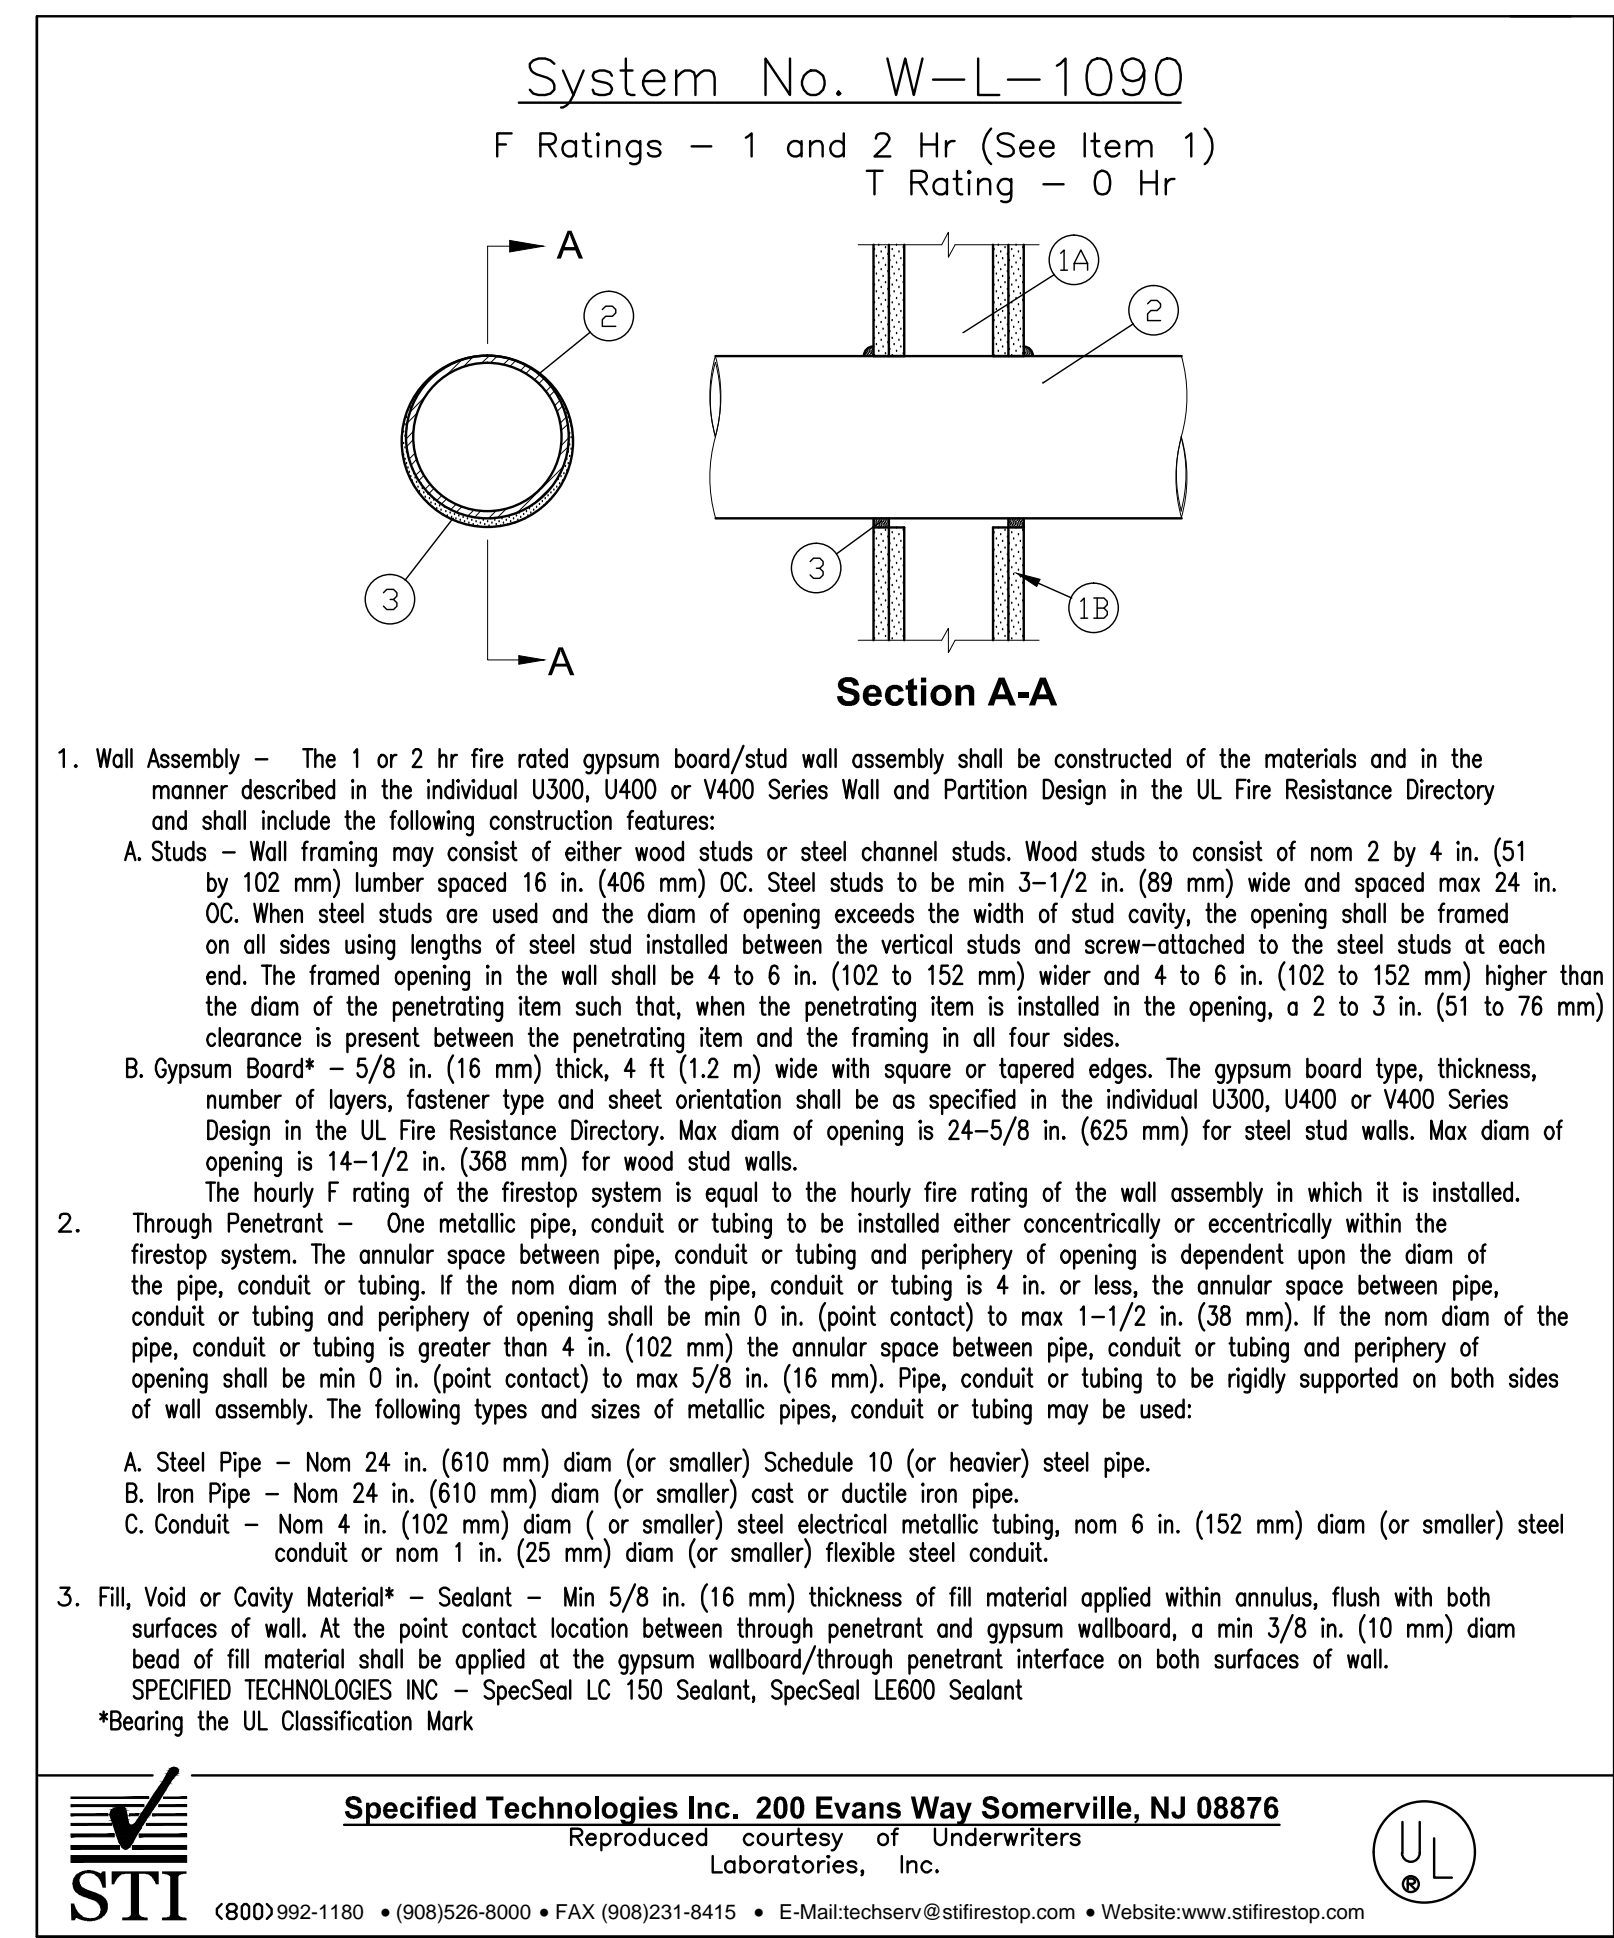 System No. W-L-1090
F Ratings - 1 and 2 Hr (See Item 1)
T Rating - 0 Hr
A
2
3
A
1A
2
3
1B
Section A-A
1. Wall Assembly - The 1 or 2 hr fire rated gypsum board/stud wall assembly shall be constructed of the materials and in the
manner described in the individual U300, U400 or V400 Series Wall and Partition Design in the UL Fire Resistance Directory
and shall include the following construction features:
A. Studs - Wall framing may consist of either wood studs or steel channel studs. Wood studs to consist of nom 2 by 4 in. (51
by 102 mm) lumber spaced 16 in. (406 mm) OC. Steel studs to be min 3-1/2 in. (89 mm) wide and spaced max 24 in.
OC. When steel studs are used and the diam of opening exceeds the width of stud cavity, the opening shall be framed
on all sides using lengths of steel stud installed between the vertical studs and screw-attached to the steel studs at each
end. The framed opening in the wall shall be 4 to 6 in. (102 to 152 mm) wider and 4 to 6 in. (102 to 152 mm) higher than
the diam of the penetrating item such that, when the penetrating item is installed in the opening, a 2 to 3 in. (51 to 76 mm)
clearance is present between the penetrating item and the framing in all four sides.
B. Gypsum Board* - 5/8 in. (16 mm) thick, 4 ft (1.2 m) wide with square or tapered edges. The gypsum board type, thickness,
number of layers, fastener type and sheet orientation shall be as specified in the individual U300, U400 or V400 Series
Design in the UL Fire Resistance Directory. Max diam of opening is 24-5/8 in. (625 mm) for steel stud walls. Max diam of
opening is 14-1/2 in. (368 mm) for wood stud walls.
The hourly F rating of the firestop system is equal to the hourly fire rating of the wall assembly in which it is installed.
2. Through Penetrant - One metallic pipe, conduit or tubing to be installed either concentrically or eccentrically within the
firestop system. The annular space between pipe, conduit or tubing and periphery of opening is dependent upon the diam of
the pipe, conduit or tubing. If the nom diam of the pipe, conduit or tubing is 4 in. or less, the annular space between pipe,
conduit or tubing and periphery of opening shall be min 0 in. (point contact) to max 1-1/2 in. (38 mm). If the nom diam of the
pipe, conduit or tubing is greater than 4 in. (102 mm) the annular space between pipe, conduit or tubing and periphery of
opening shall be min 0 in. (point contact) to max 5/8 in. (16 mm). Pipe, conduit or tubing to be rigidly supported on both sides
of wall assembly. The following types and sizes of metallic pipes, conduit or tubing may be used:
A. Steel Pipe - Nom 24 in. (610 mm) diam (or smaller) Schedule 10 (or heavier) steel pipe.
B. Iron Pipe - Nom 24 in. (610 mm) diam (or smaller) cast or ductile iron pipe.
C. Conduit - Nom 4 in. (102 mm) diam ( or smaller) steel electrical metallic tubing, nom 6 in. (152 mm) diam (or smaller) steel
conduit or nom 1 in. (25 mm) diam (or smaller) flexible steel conduit.
3. Fill, Void or Cavity Material* - Sealant - Min 5/8 in. (16 mm) thickness of fill material applied within annulus, flush with both
surfaces of wall. At the point contact location between through penetrant and gypsum wallboard, a min 3/8 in. (10 mm) diam
bead of fill material shall be applied at the gypsum wallboard/through penetrant interface on both surfaces of wall.
SPECIFIED TECHNOLOGIES INC - SpecSeal LC 150 Sealant, SpecSeal LE600 Sealant
*Bearing the UL Classification Mark
STI
Specified Technologies Inc. 200 Evans Way Somerville, NJ 08876
Reproduced courtesy of Underwriters
Laboratories, Inc.
(800)992-1180 • (908)526-8000 • FAX (908)231-8415 • E-Mail:techserv@stifirestop.com • Website:www.stifirestop.com
UL
®